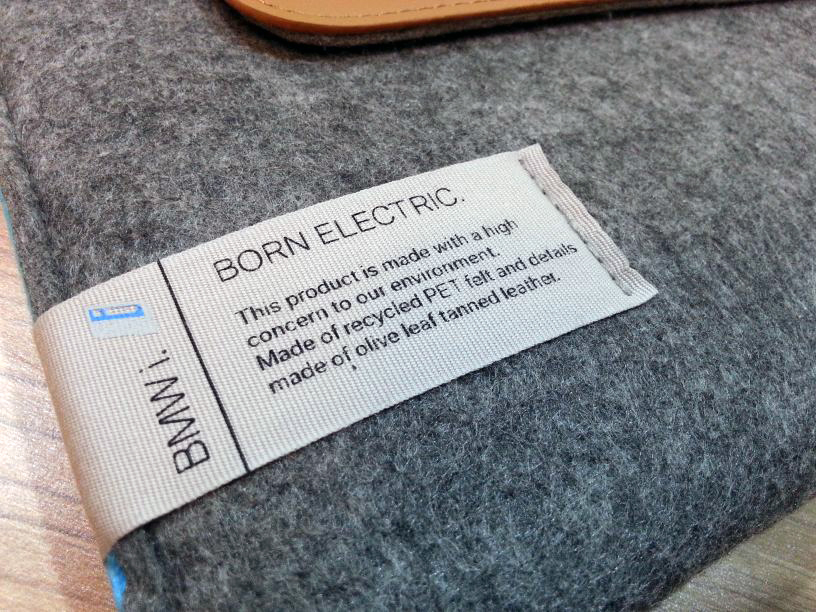 BORN ELECTRIC.
This product is made with a high
concern to our environment.
Made of recycled PET felt and details
made of olive leaf tanned leather.
BMW i.